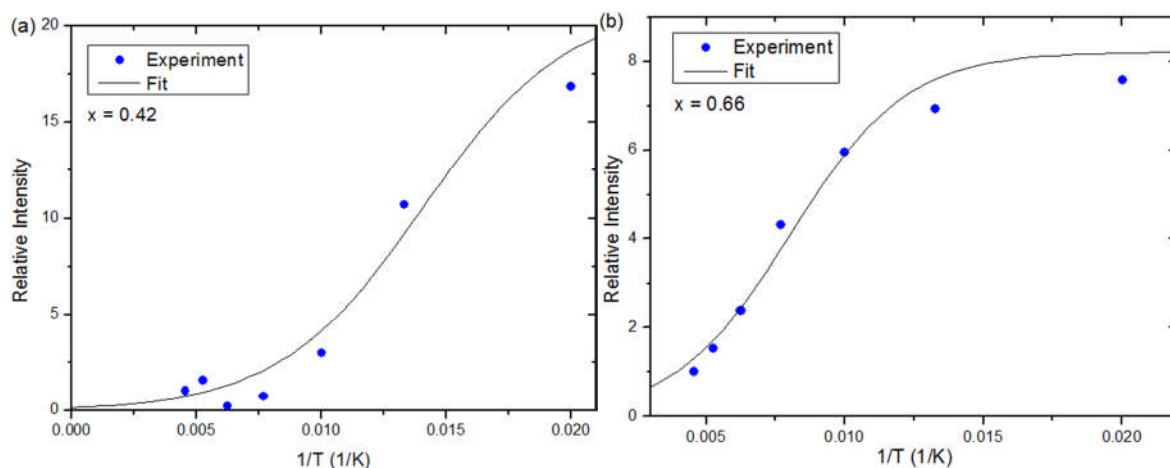 (a)
20
15
10
5
0
Experiment
Fit
x = 0.42
Relative Intensity
0.000 0.005 0.010 0.015 0.020
1/T (1/K)
(b)
8
6
4
2
0
Experiment
Fit
x = 0.66
Relative Intensity
0.005 0.010 0.015 0.020
1/T (1/K)